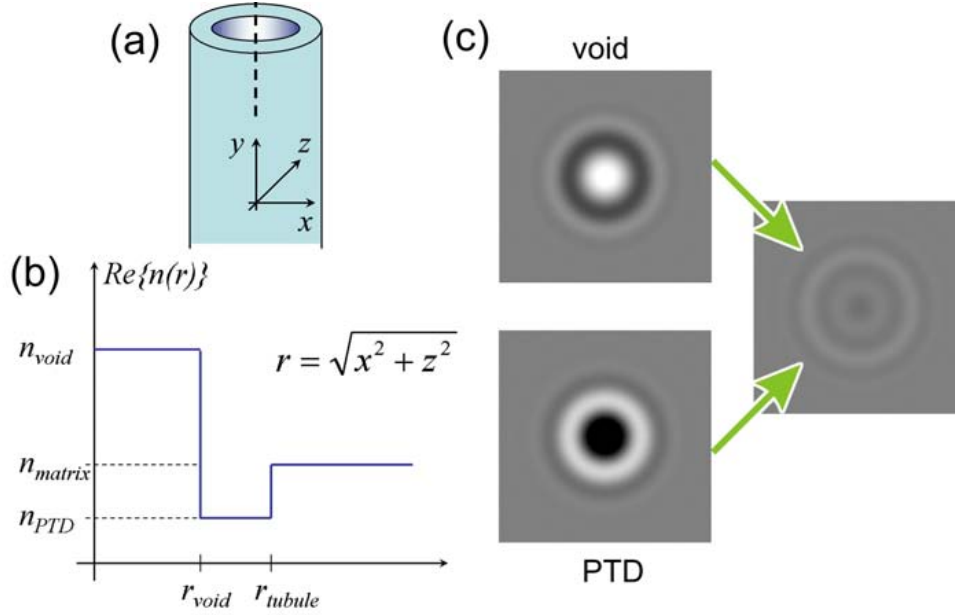 (a)
y
z
x
(b)
Re{n(r)}
n_void
r = √x² + z²
n_matrix
n_PTD
r_void
r_tubule
(c)
void
PTD